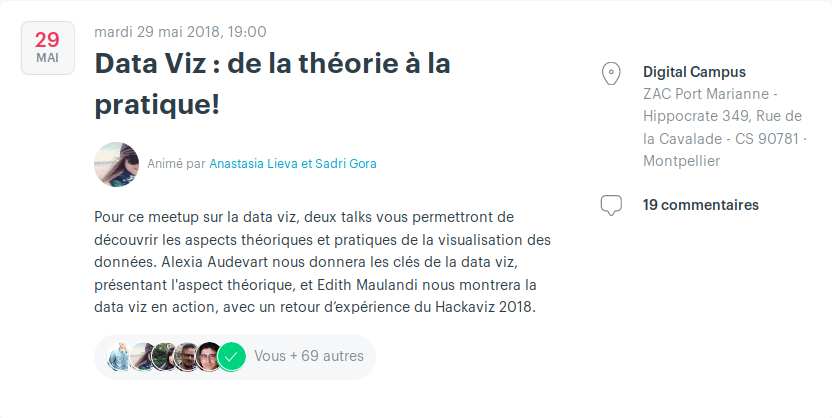 29
MAI
mardi 29 mai 2018, 19:00
Data Viz : de la théorie à la
pratique!
Animé par Anastasia Lieva et Sadri Gora
Pour ce meetup sur la data viz, deux talks vous permettront de
découvrir les aspects théoriques et pratiques de la visualisation des
données. Alexia Audevart nous donnera les clés de la data viz,
présentant l'aspect théorique, et Edith Maulandi nous montrera la
data viz en action, avec un retour d’expérience du Hackaviz 2018.
Vous + 69 autres
Digital Campus
ZAC Port Marianne -
Hippocrate 349, Rue de
la Cavalade - CS 90781 ·
Montpellier
19 commentaires